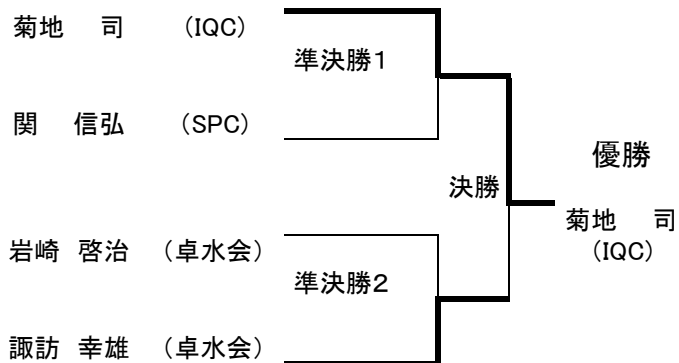 菊地　司　(IQC)
準決勝1
関　信弘　(SPC)
優勝
決勝
菊地　司
(IQC)
岩崎　啓治　(卓水会)
準決勝2
諏訪　幸雄　(卓水会)